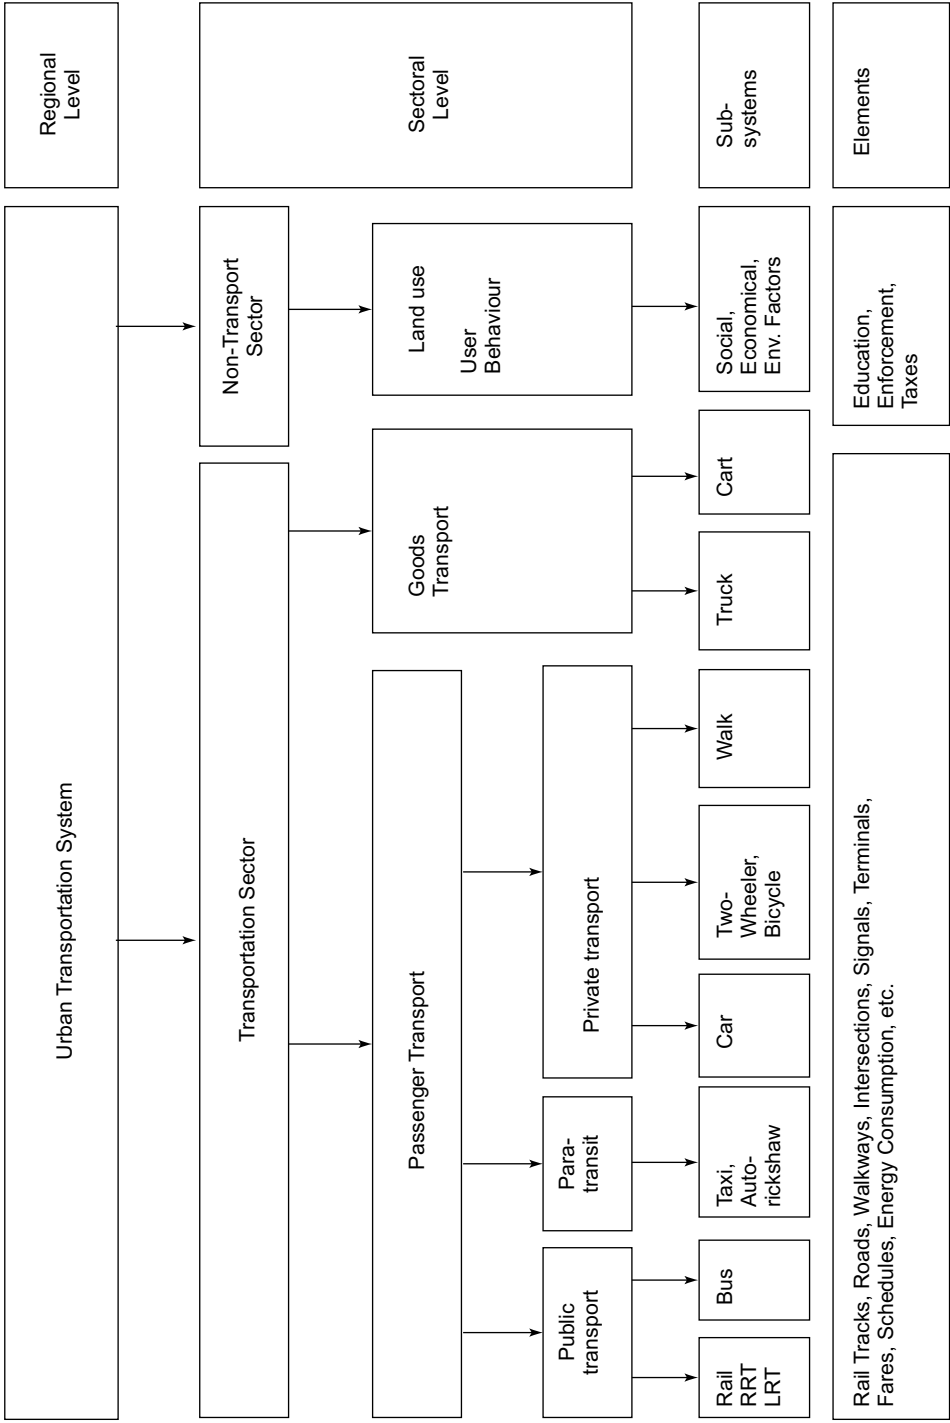 Regional
Level
Urban Transportation System
Sectoral
Level
Non-Transport
Sector
Transportation Sector
Land use
User
Behaviour
Goods
Transport
Passenger Transport
Private transport
Para-
transit
Public
transport
Sub-
systems
Social,
Economical,
Env. Factors
Cart
Truck
Walk
Two-
Wheeler,
Bicycle
Car
Taxi,
Auto-
rickshaw
Bus
Rail
RRT
LRT
Elements
Education,
Enforcement,
Taxes
Rail Tracks, Roads, Walkways, Intersections, Signals, Terminals,
Fares, Schedules, Energy Consumption, etc.